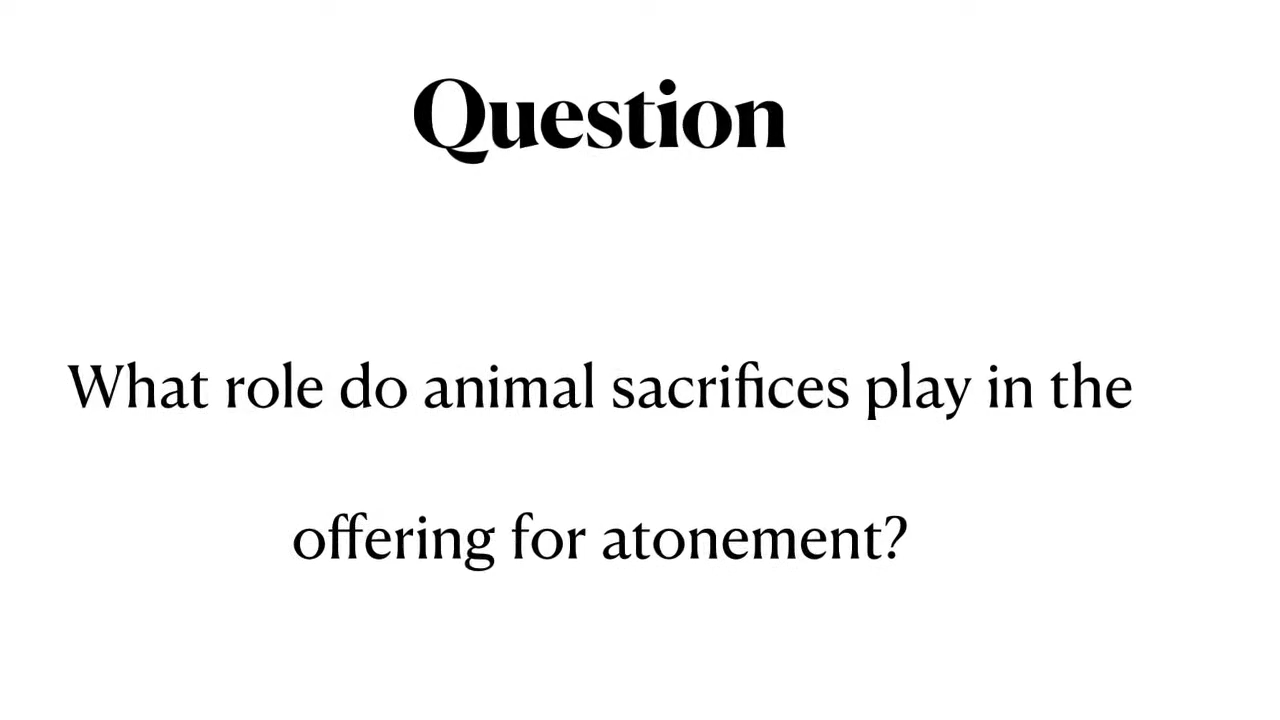 Question
What role do animal sacrifices play in the
offering for atonement?